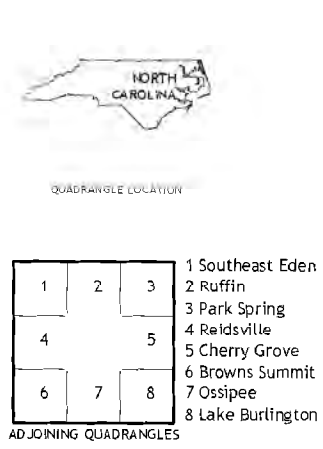 NORTH
CAROLINA
QUADRANGLE LOCATION
1 2 3
4 5
6 7 8
1 Southeast Eden
2 Ruffin
3 Park Spring
4 Reidsville
5 Cherry Grove
6 Browns Summit
7 Ossipee
8 Lake Burlington
ADJOINING QUADRANGLES